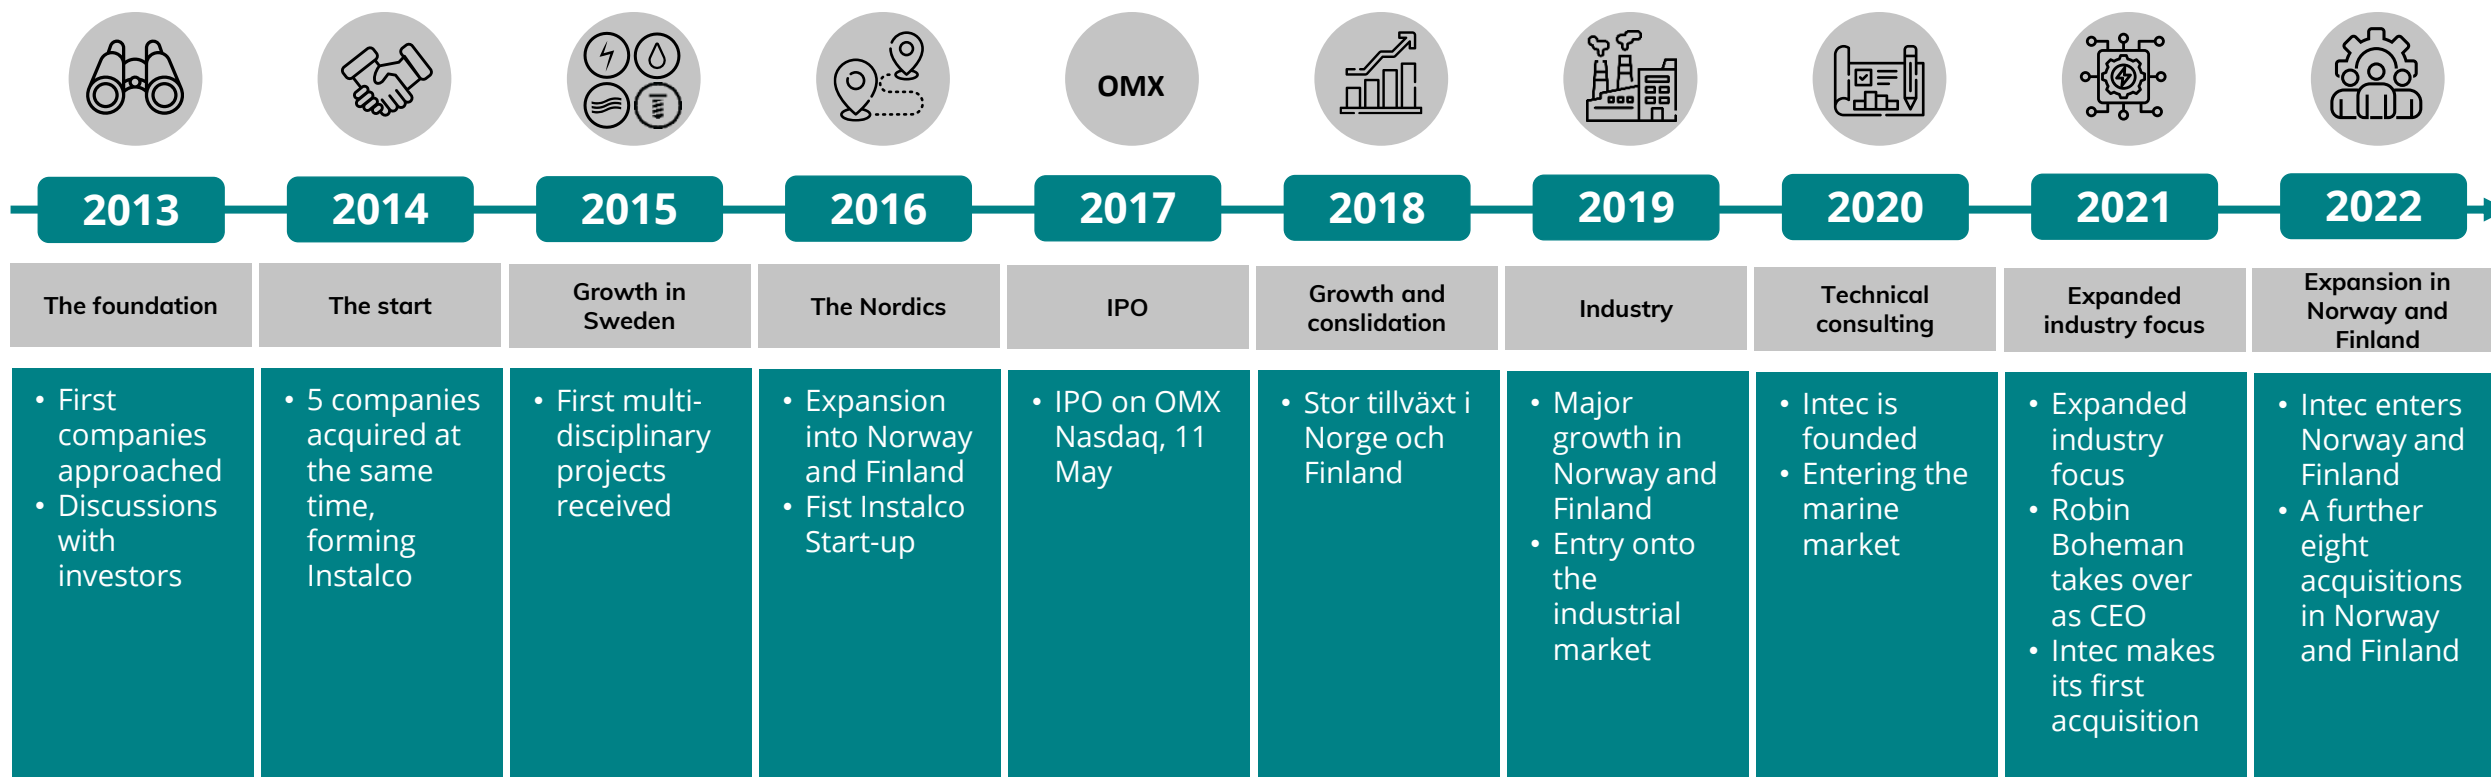 OMX
2013
2014
2015
2016
2017
2018
2019
2020
2021
2022
The foundation
The start
Growth in
Sweden
The Nordics
IPO
Growth and
conslidation
Industry
Technical
consulting
Expanded
industry focus
Expansion in
Norway and
Finland
• First
companies
approached
• Discussions
with
investors
• 5 companies
acquired at
the same
time,
forming
Instalco
• First multi-
disciplinary
projects
received
• Expansion
into Norway
and Finland
• Fist Instalco
Start-up
• IPO on OMX
Nasdaq, 11
May
• Stor tillväxt i
Norge och
Finland
• Major
growth in
Norway and
Finland
• Entry onto
the
industrial
market
• Intec is
founded
• Entering the
marine
market
• Expanded
industry
focus
• Robin
Boheman
takes over
as CEO
• Intec makes
its first
acquisition
• Intec enters
Norway and
Finland
• A further
eight
acquisitions
in Norway
and Finland